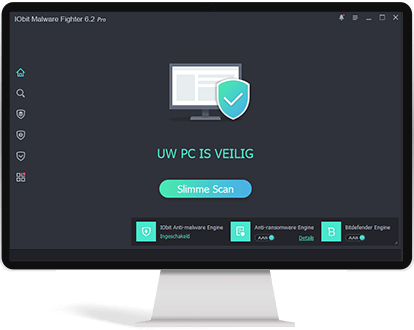 IObit Malware Fighter 6.2 Pro
UW PC IS VEILIG
Slimme Scan
IObit Anti-malware Engine
Ingeschakeld
Anti-ransomware Engine
AAN
Details
Bitdefender Engine
AAN